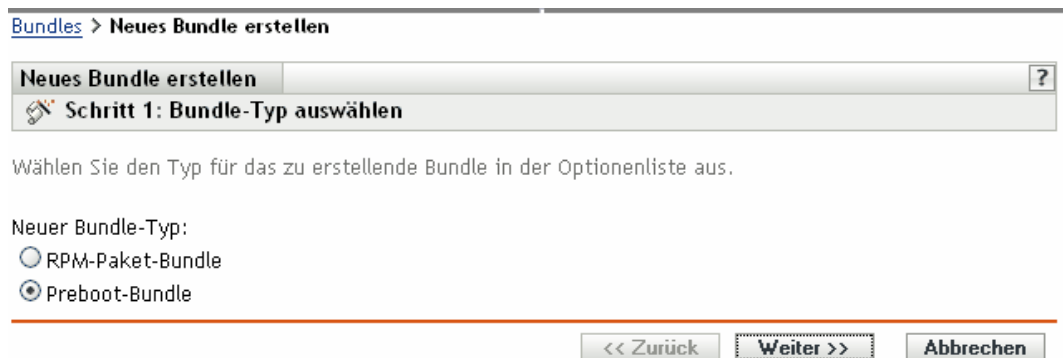 Bundles > Neues Bundle erstellen
Neues Bundle erstellen ?
Schritt 1: Bundle-Typ auswählen
Wählen Sie den Typ für das zu erstellende Bundle in der Optionenliste aus.
Neuer Bundle-Typ:
RPM-Paket-Bundle
Preboot-Bundle
<< Zurück Weiter >> Abbrechen